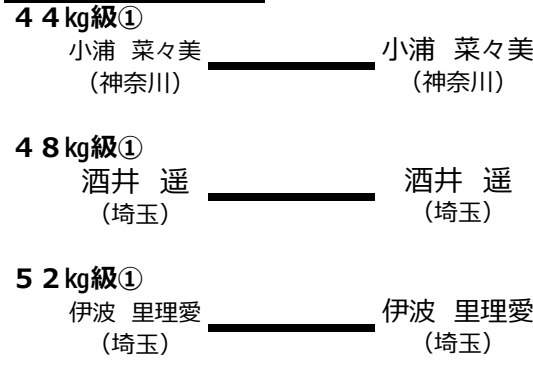 44㎏級①
小浦 菜々美 小浦 菜々美
(神奈川) (神奈川)
48㎏級①
酒井 遥 酒井 遥
(埼玉) (埼玉)
52㎏級①
伊波 里理愛 伊波 里理愛
(埼玉) (埼玉)